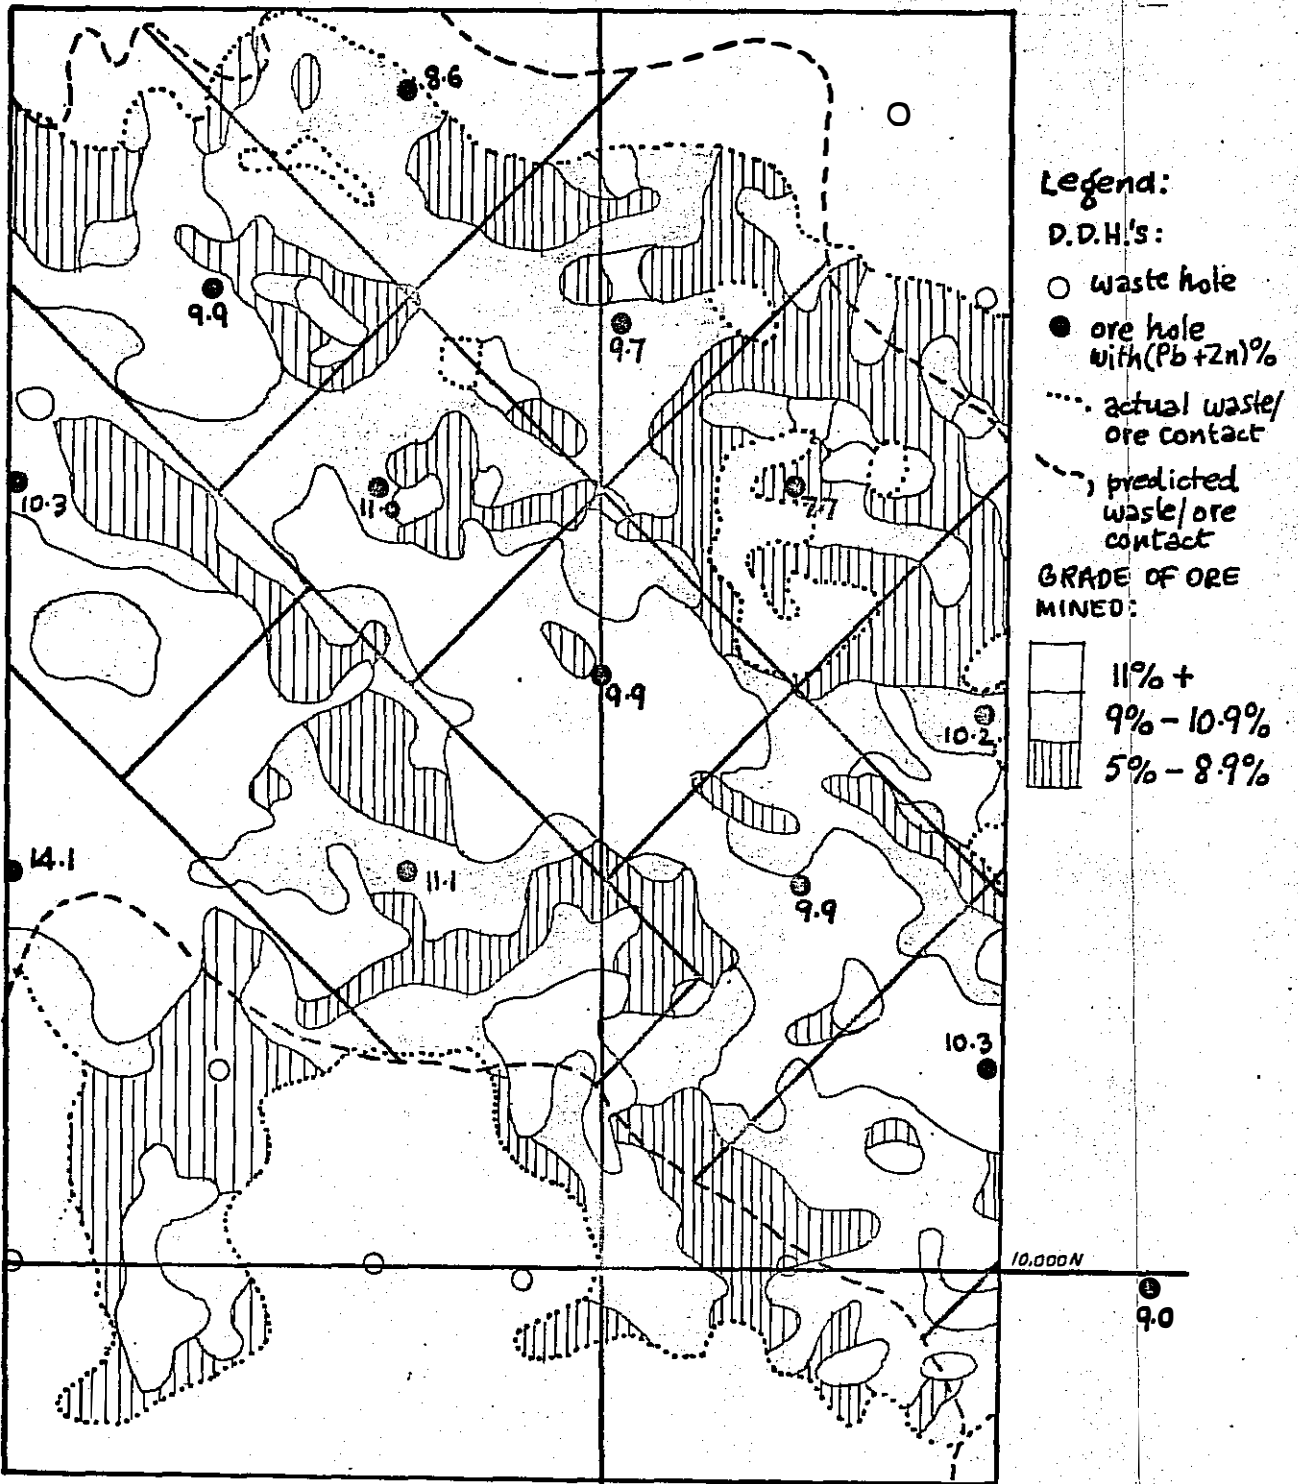 8.6
9.9
9.7
10.3
11.0
7.7
9.9
10.2
14.1
11.1
9.9
10.3
10,000N
9.0
Legend:
D.D.H.'s:
waste hole
ore hole
with (Pb+Zn)%
actual waste/
ore contact
predicted
waste/ore
contact
GRADE OF ORE
MINED:
11% +
9% - 10.9%
5% - 8.9%